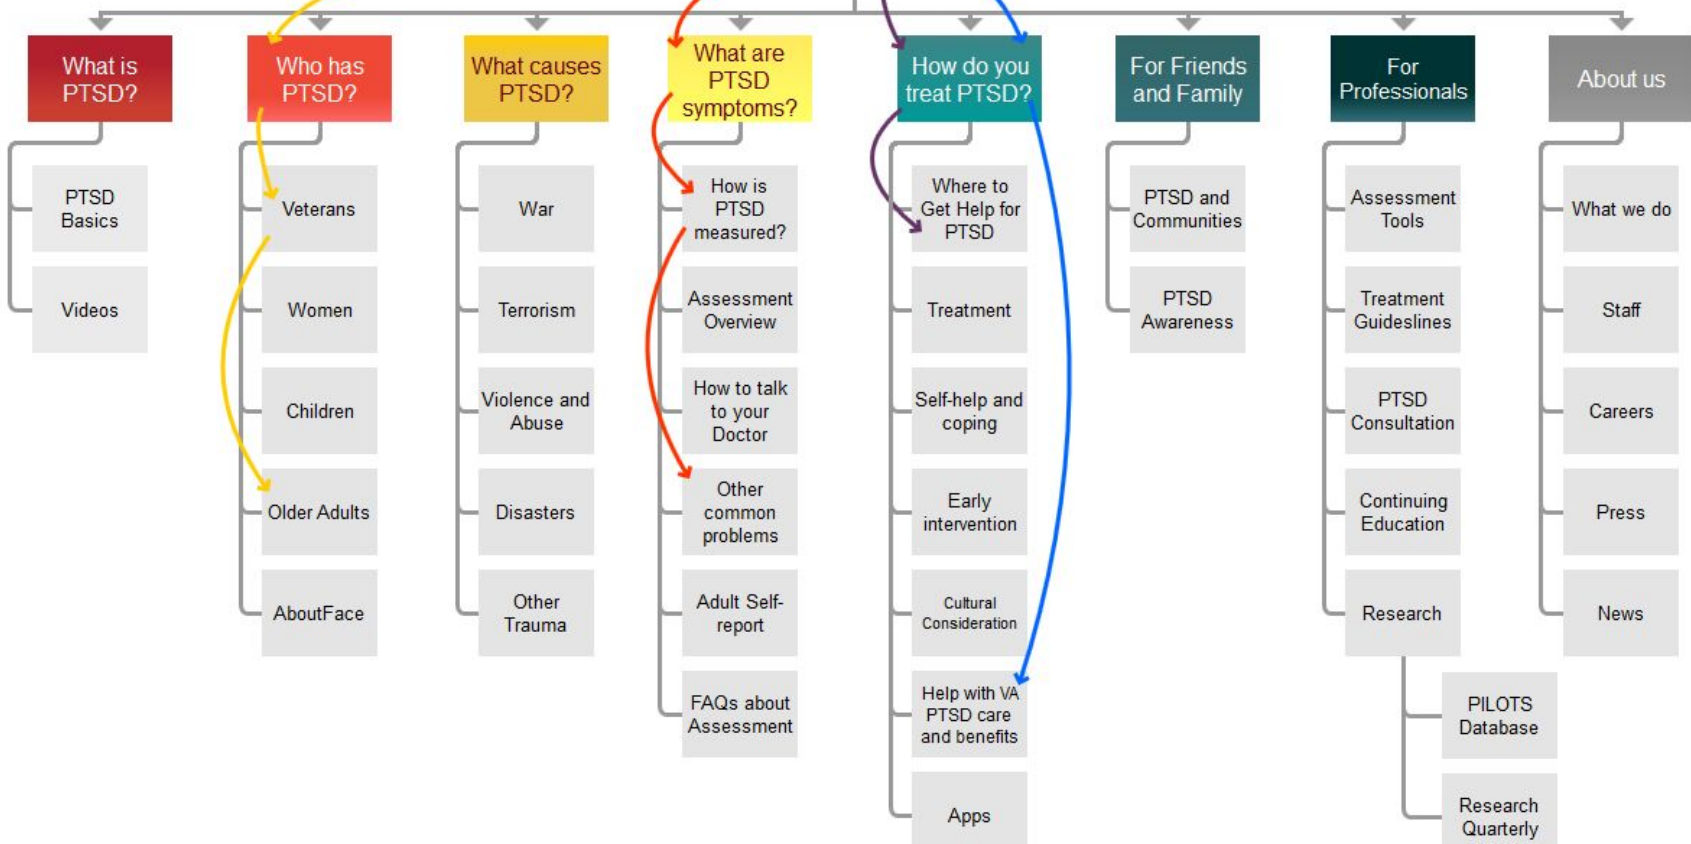 What is
PTSD?
PTSD
Basics
Videos
Who has
PTSD?
Veterans
Women
Children
Older Adults
AboutFace
What causes
PTSD?
War
Terrorism
Violence and
Abuse
Disasters
Other
Trauma
What are
PTSD
symptoms?
How is
PTSD
measured?
Assessment
Overview
How to talk
to your
Doctor
Other
common
problems
Adult Self-
report
FAQs about
Assessment
How do you
treat PTSD?
Where to
Get Help for
PTSD
Treatment
Self-help and
coping
Early
intervention
Cultural
Consideration
Help with VA
PTSD care
and benefits
Apps
For Friends
and Family
PTSD and
Communities
PTSD
Awareness
For
Professionals
Assessment
Tools
Treatment
Guideslines
PTSD
Consultation
Continuing
Education
Research
PILOTS
Database
Research
Quarterly
About us
What we do
Staff
Careers
Press
News